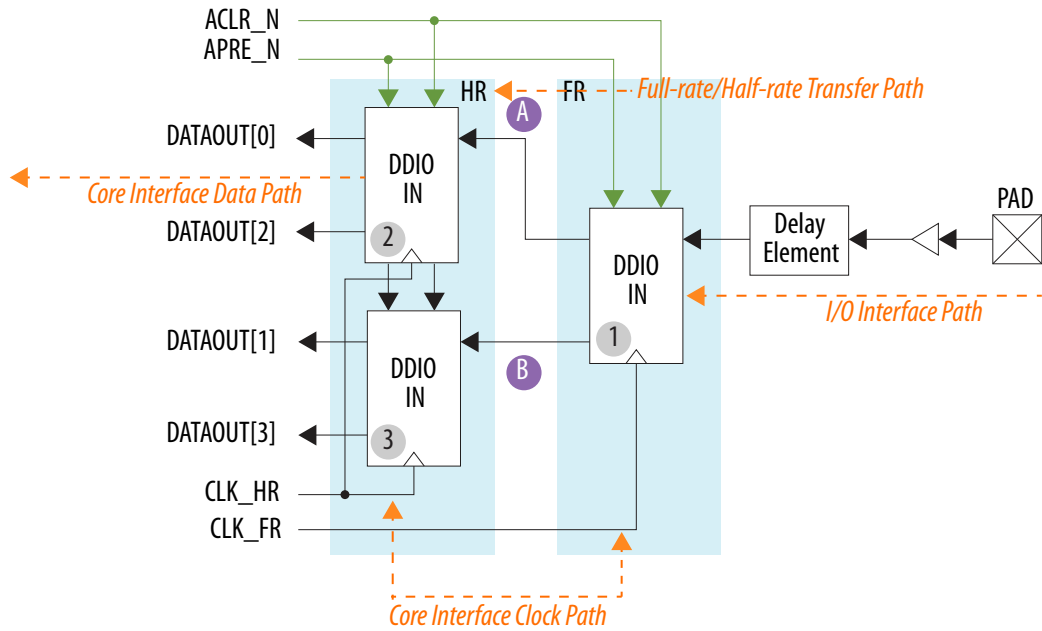 ACLR_N
APRE_N
HR
FR
Full-rate/Half-rate Transfer Path
A
DATAOUT[0]
DDIO
IN
Core Interface Data Path
PAD
Delay
Element
DATAOUT[2]
2
DDIO
IN
I/O Interface Path
DATAOUT[1]
1
DDIO
IN
B
DATAOUT[3]
3
CLK_HR
CLK_FR
Core Interface Clock Path